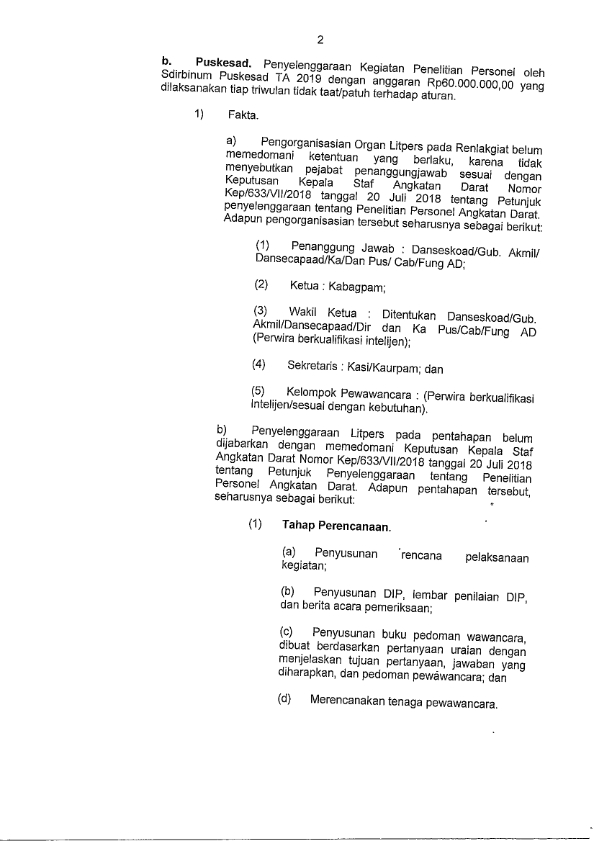 2
b. Puskesad. Penyelenggaraan Kegiatan Penelitian Personel oleh
Sdirbinum Puskesad TA 2019 dengan anggaran Rp60.000.000,00 yang
dilaksanakan tiap triwulan tidak taat/patuh terhadap aturan.
1) Fakta.
a) Pengorganisasian Organ Litpers pada Renlakgiat belum
memedomani ketentuan yang berlaku, karena tidak
menyebutkan pejabat penanggungjawab sesuai dengan
Keputusan Kepala Staf Angkatan Darat Nomor
Kep/633/VII/2018 tanggal 20 Juli 2018 tentang Petunjuk
penyelenggaraan tentang Penelitian Personel Angkatan Darat.
Adapun pengorganisasian tersebut seharusnya sebagai berikut:
(1) Penanggung Jawab : Danseskoad/Gub. Akmil/
Dansecapaad/Ka/Dan Pus/ Cab/Fung AD;
(2) Ketua : Kabagpam;
(3) Wakil Ketua : Ditentukan Danseskoad/Gub.
Akmil/Dansecapaad/Dir dan Ka Pus/Cab/Fung AD
(Perwira berkualifikasi intelijen);
(4) Sekretaris : Kasi/Kaurpam; dan
(5) Kelompok Pewawancara : (Perwira berkualifikasi
Intelijen/sesuai dengan kebutuhan).
b) Penyelenggaraan Litpers pada pentahapan belum
dijabarkan dengan memedomani Keputusan Kepala Staf
Angkatan Darat Nomor Kep/633/VII/2018 tanggal 20 Juli 2018
tentang Petunjuk Penyelenggaraan tentang Penelitian
Personel Angkatan Darat. Adapun pentahapan tersebut,
seharusnya sebagai berikut:
(1) Tahap Perencanaan.
(a) Penyusunan rencana pelaksanaan
kegiatan;
(b) Penyusunan DIP, lembar penilaian DIP,
dan berita acara pemeriksaan;
(c) Penyusunan buku pedoman wawancara,
dibuat berdasarkan pertanyaan uraian dengan
menjelaskan tujuan pertanyaan, jawaban yang
diharapkan, dan pedoman pewawancara; dan
(d) Merencanakan tenaga pewawancara.